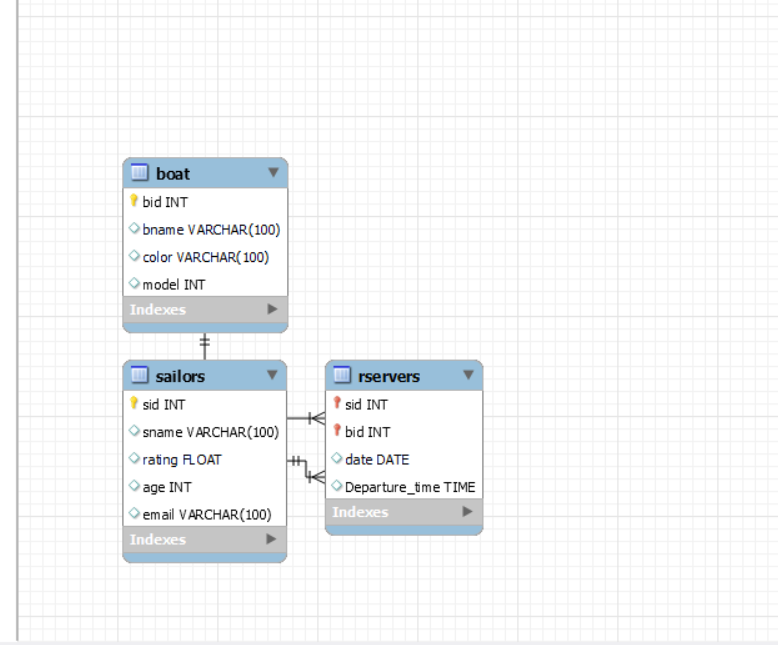 boat
bid INT
bname VARCHAR(100)
color VARCHAR(100)
model INT
Indexes
sailors
sid INT
sname VARCHAR(100)
rating FLOAT
age INT
email VARCHAR(100)
Indexes
rservers
sid INT
bid INT
date DATE
Departure_time TIME
Indexes